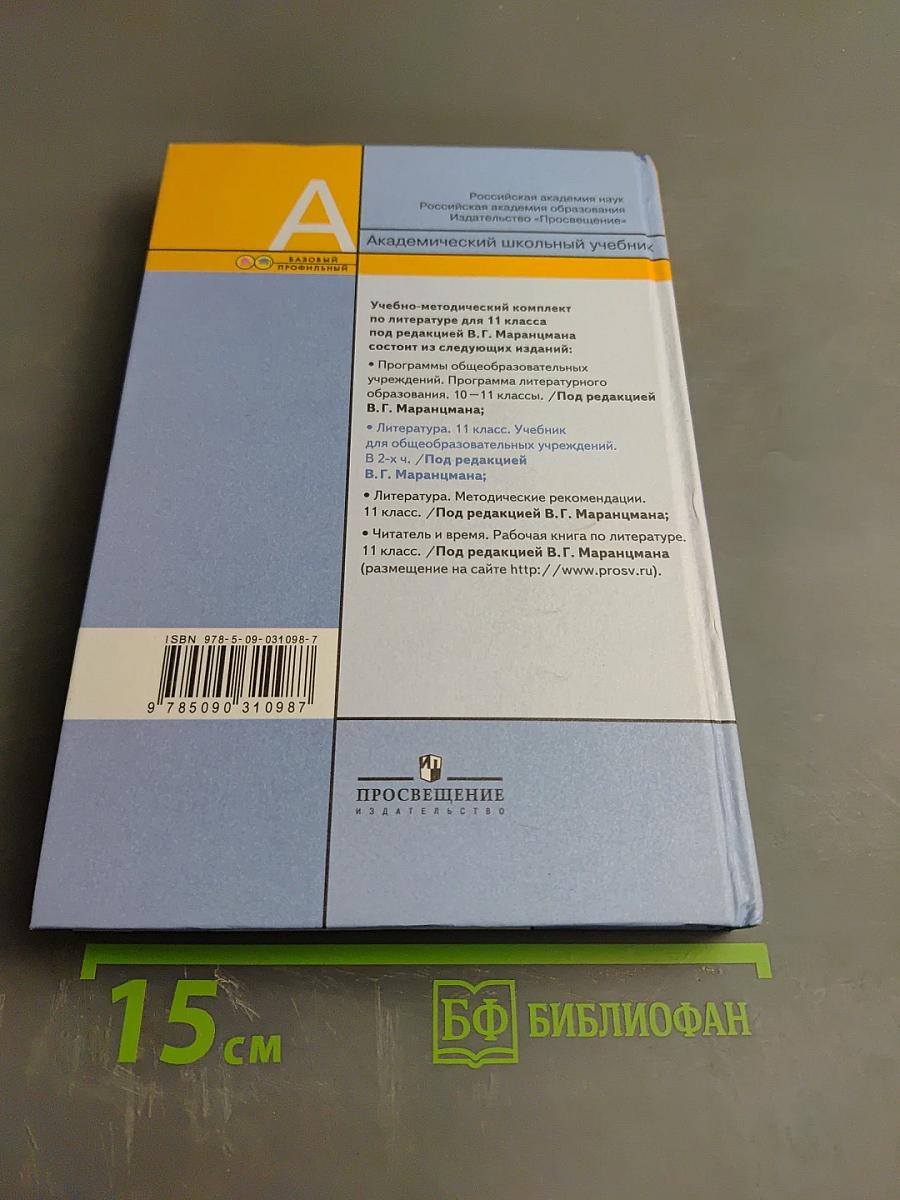 А
БАЗОВЫЙ
ПРОФИЛЬНЫЙ
Российская академия наук
Российская академия образования
Издательство «Просвещение»
Академический школьный учебник
Учебно-методический комплект
по литературе для 11 класса
под редакцией В. Г. Маранцмана
состоит из следующих изданий:
• Программы общеобразовательных
учреждений. Программа литературного
образования. 10—11 классы. /Под редакцией
В. Г. Маранцмана;
• Литература. 11 класс. Учебник
для общеобразовательных учреждений.
В 2-х ч. /Под редакцией
В. Г. Маранцмана;
• Литература. Методические рекомендации.
11 класс. /Под редакцией В. Г. Маранцмана;
• Читатель и время. Рабочая книга по литературе.
11 класс. /Под редакцией В. Г. Маранцмана
(размещение на сайте http://www.prosv.ru).
ISBN 978-5-09-031098-7
9 785090 310987
ИП
ПРОСВЕЩЕНИЕ
ИЗДАТЕЛЬСТВО
15 см
БФ БИБЛИОФАН